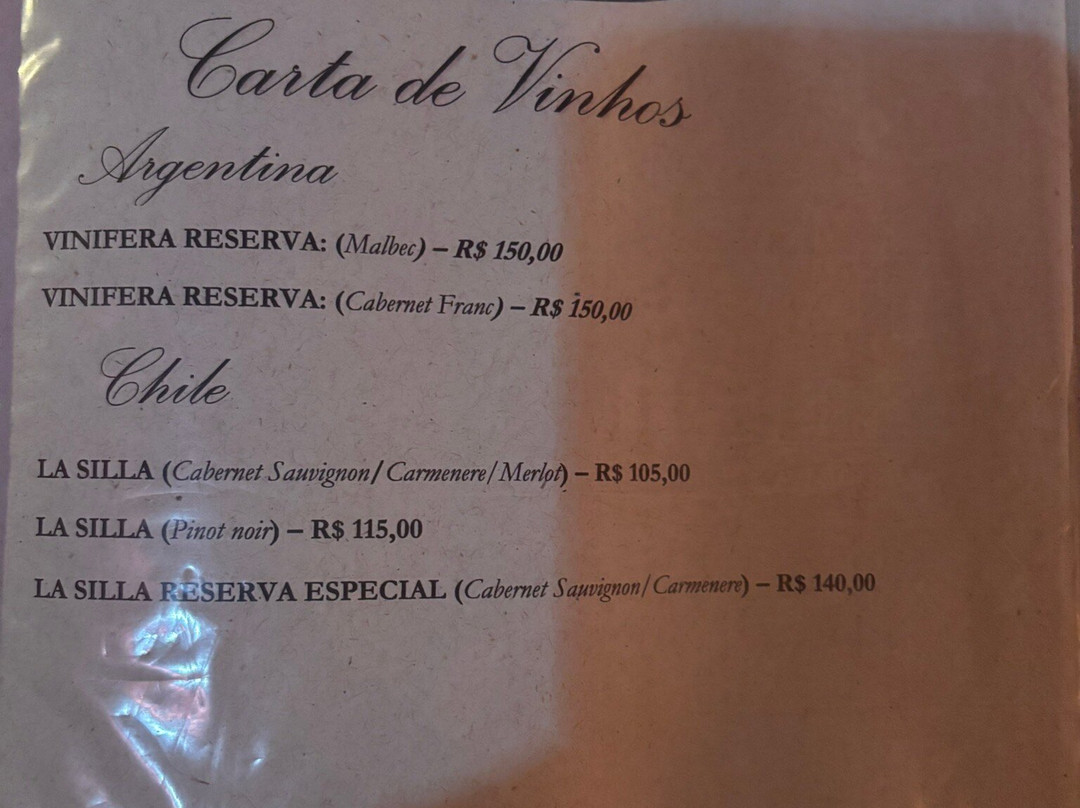 Carta de Vinhos
Argentina
VINIFERA RESERVA: (Malbec) – R$ 150,00
VINIFERA RESERVA: (Cabernet Franc) – R$ 150,00
Chile
LA SILLA (Cabernet Sauvignon/ Carmenere/ Merlot) – R$ 105,00
LA SILLA (Pinot noir) – R$ 115,00
LA SILLA RESERVA ESPECIAL (Cabernet Sauvignon/ Carmenere) – R$ 140,00